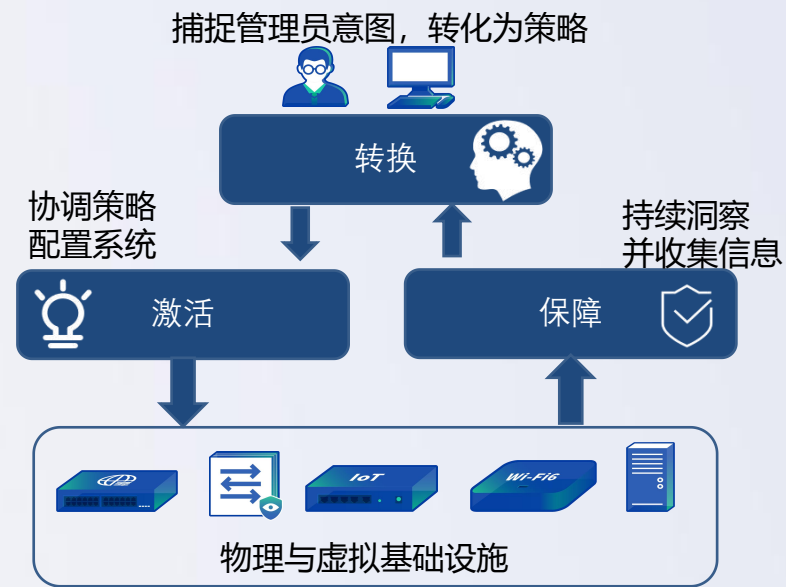 捕捉管理员意图，转化为策略
转换
协调策略
配置系统
持续洞察
并收集信息
激活
保障
IoT
Wi-Fi6
物理与虚拟基础设施